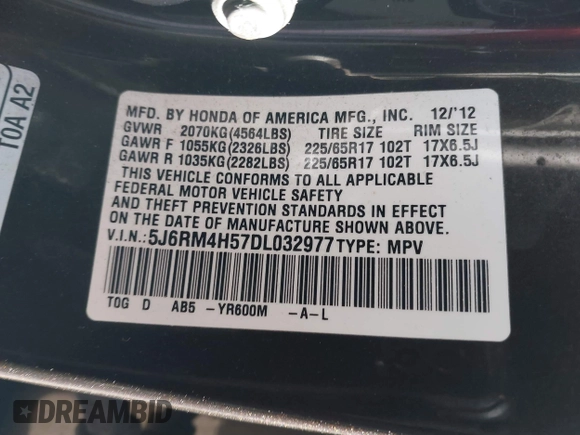 MFD. BY HONDA OF AMERICA MFG., INC. 12/'12
GVWR 2070KG(4564LBS) TIRE SIZE RIM SIZE
GAWR F 1055KG(2326LBS) 225/65R17 102T 17X6.5J
GAWR R 1035KG(2282LBS) 225/65R17 102T 17X6.5J
THIS VEHICLE CONFORMS TO ALL APPLICABLE
FEDERAL MOTOR VEHICLE SAFETY
AND THEFT PREVENTION STANDARDS IN EFFECT
ON THE DATE OF MANUFACTURE SHOWN ABOVE.
V.I.N.: 5J6RM4H57DL032977 TYPE: MPV
T0G D AB5 -YR600M -A-L
T0A A2
DREAMBID